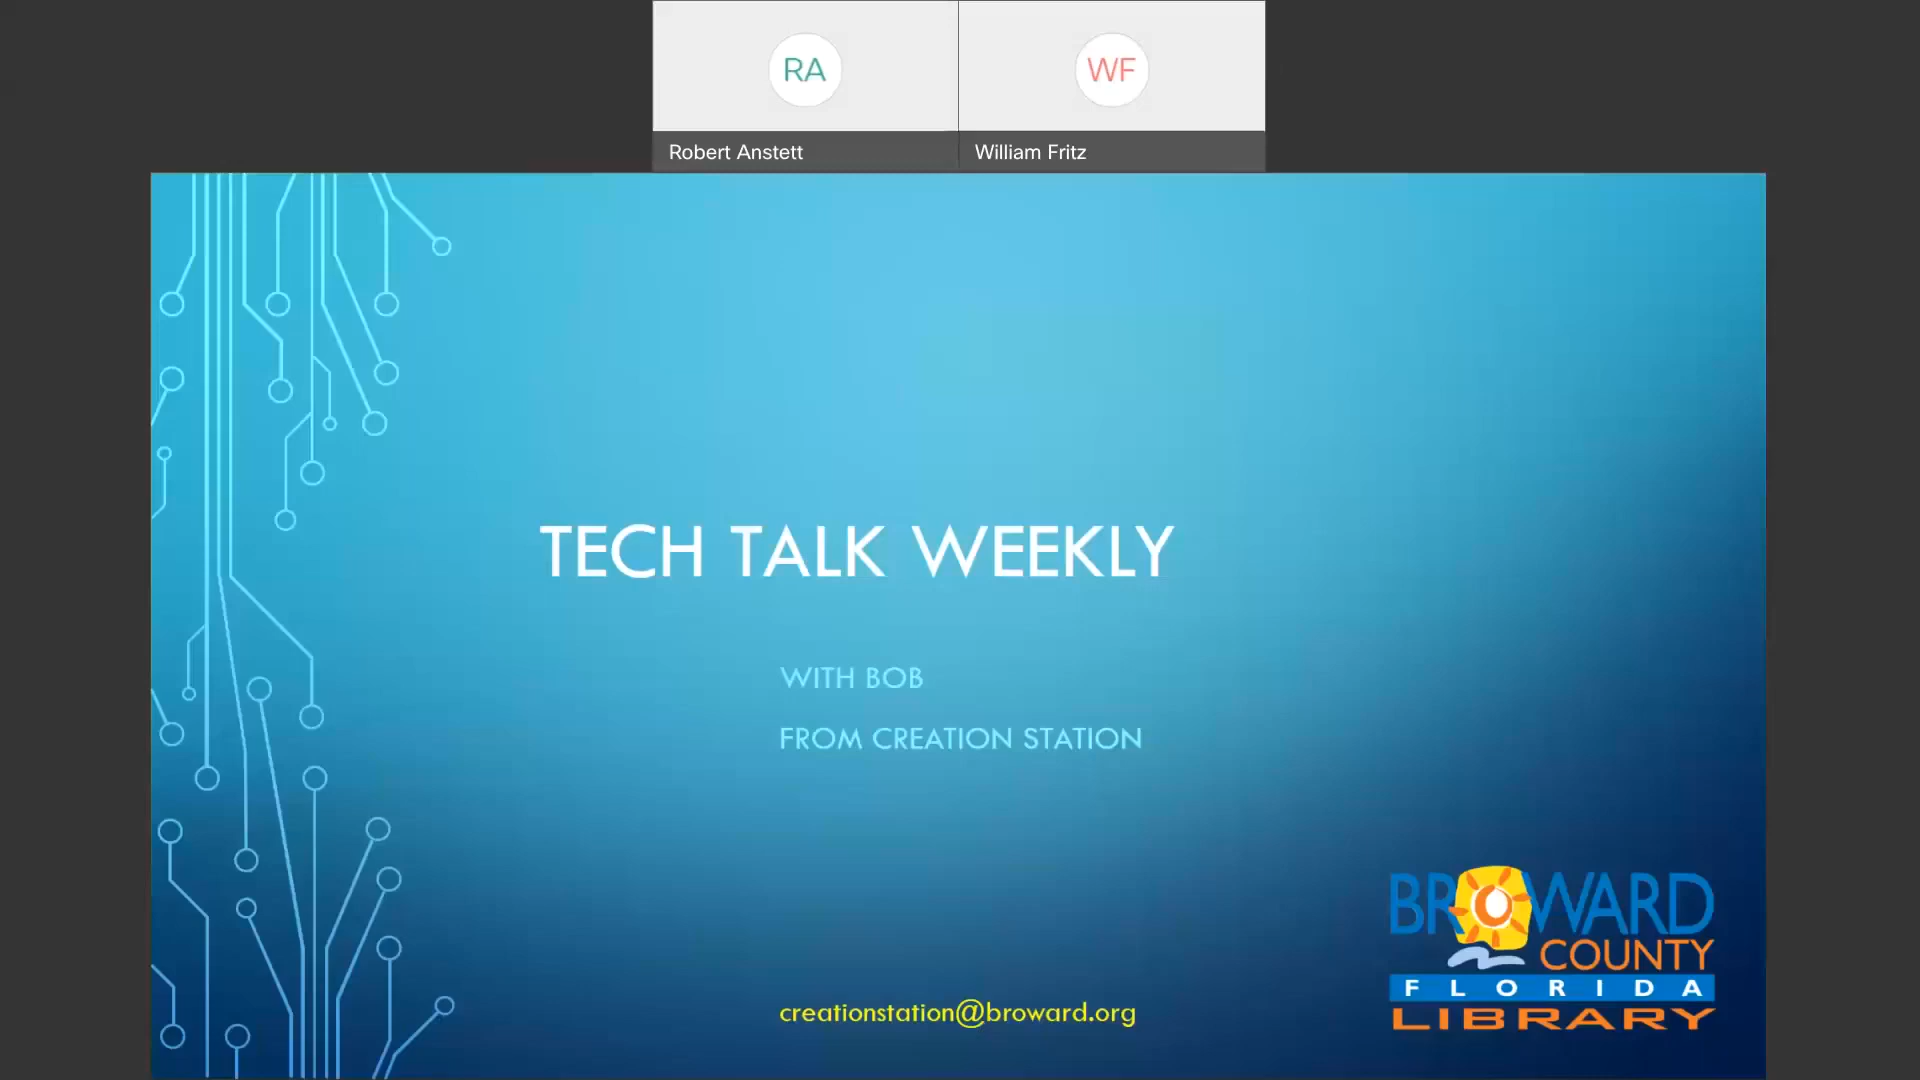 RA
WF
Robert Anstett
William Fritz
TECH TALK WEEKLY
WITH BOB
FROM CREATION STATION
creationstation@broward.org
BROWARD
COUNTY
FLORIDA
LIBRARY